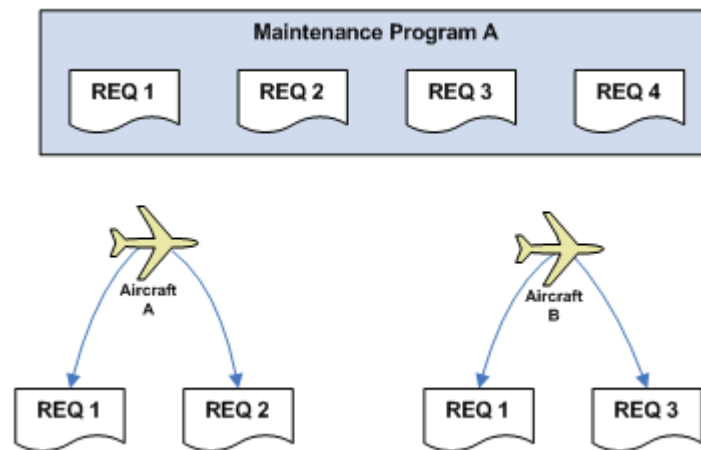 Maintenance Program A
REQ 1
REQ 2
REQ 3
REQ 4
Aircraft
A
Aircraft
B
REQ 1
REQ 2
REQ 1
REQ 3